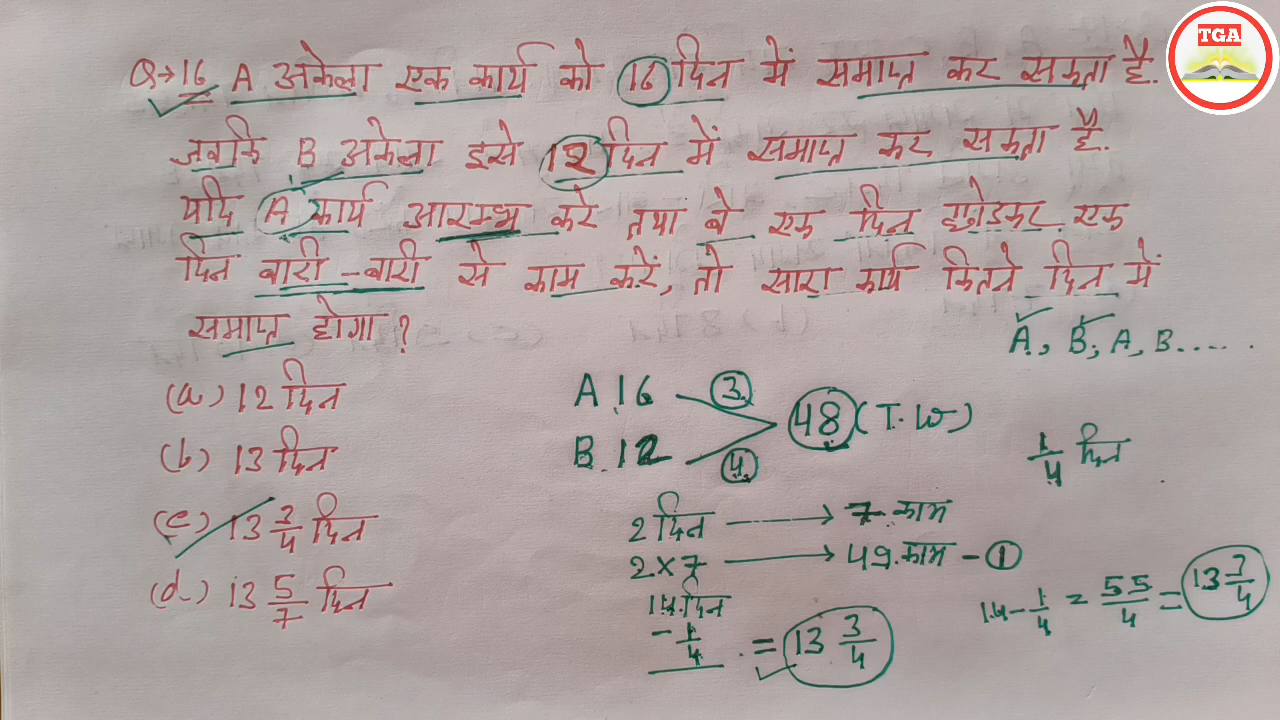 TGA
Q→16 A अकेला एक कार्य को 16 दिन में समाप्त कर सकता है.
जबकि B अकेला इसे 12 दिन में समाप्त कर सकता है.
यदि A कार्य आरम्भ करे तथा वे एक दिन छोड़कर एक
दिन बारी-बारी से काम करें, तो सारा कार्य कितने दिन में
समाप्त होगा?
A, B, A, B.....
(a) 12 दिन
(b) 13 दिन
(c) 13 3/4 दिन
(d) 13 5/7 दिन
A 16 3
B. 12 4
48 (T.W)
1/4 दिन
2 दिन → 7 काम
2×7 → 49 काम - 1
14 दिन
- 1/4
= 13 3/4
14 - 1/4 = 55/4 = 13 3/4